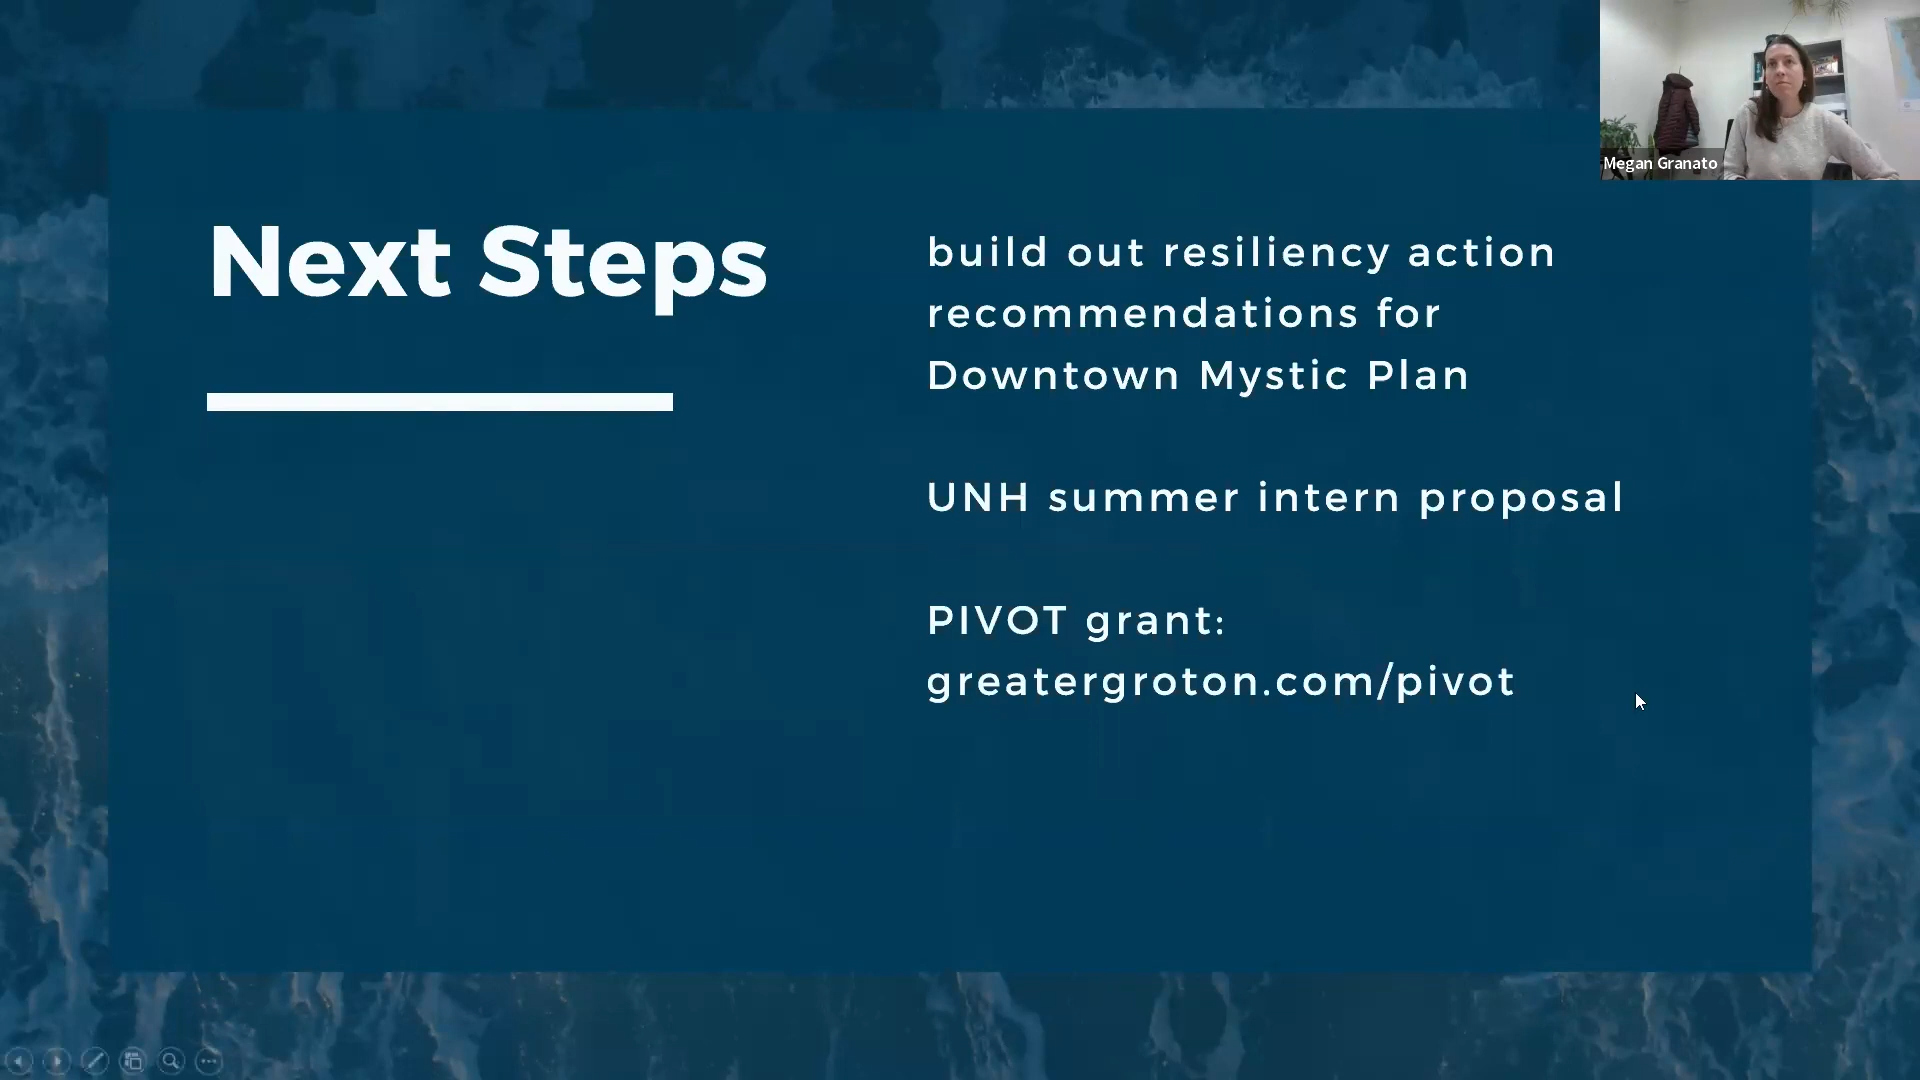 Megan Granato
Next Steps
build out resiliency action
recommendations for
Downtown Mystic Plan
UNH summer intern proposal
PIVOT grant:
greatergroton.com/pivot